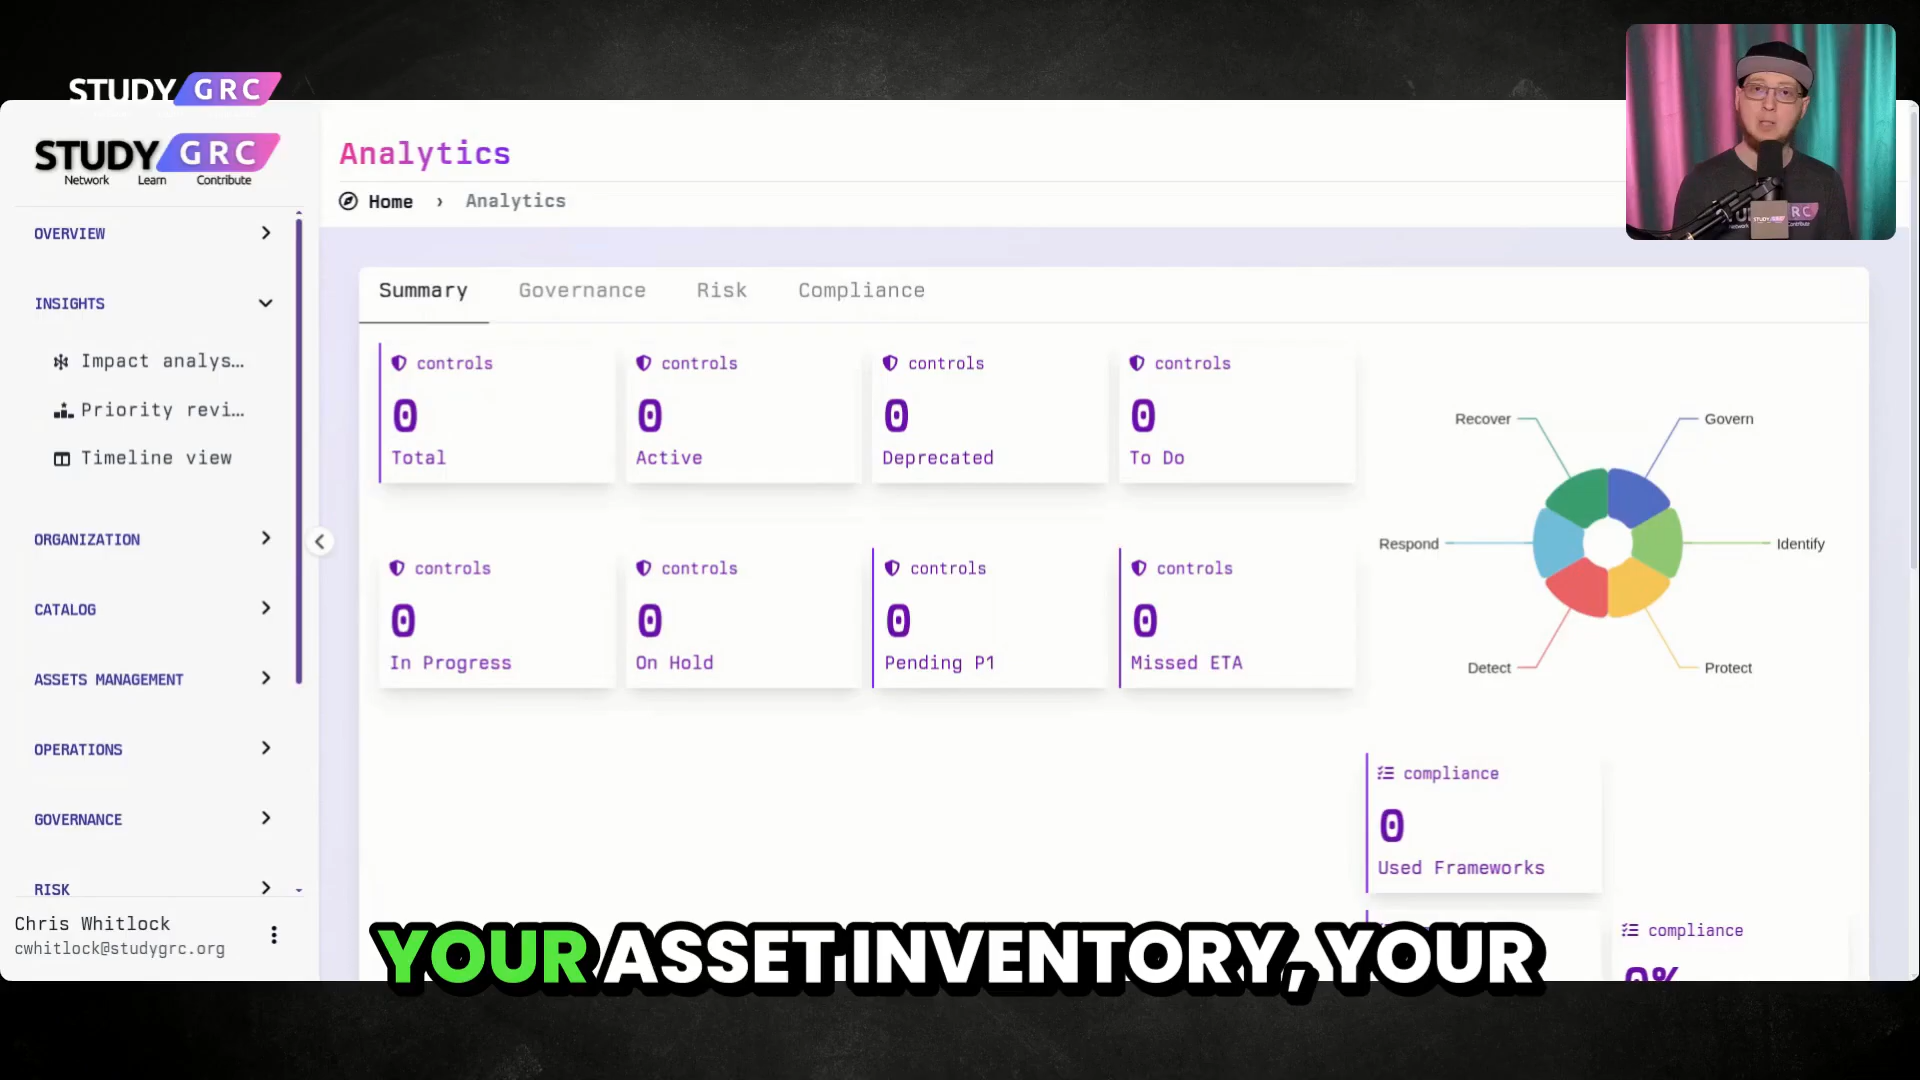 STUDY GRC
STUDY GRC
Network Learn Contribute
OVERVIEW
INSIGHTS
Impact analys...
Priority revi...
Timeline view
ORGANIZATION
CATALOG
ASSETS MANAGEMENT
OPERATIONS
GOVERNANCE
RISK
Chris Whitlock
cwhitlock@studygrc.org
Analytics
Home › Analytics
Summary Governance Risk Compliance
controls
0
Total
controls
0
Active
controls
0
Deprecated
controls
0
To Do
controls
0
In Progress
controls
0
On Hold
controls
0
Pending P1
controls
0
Missed ETA
Recover
Govern
Respond
Identify
Detect
Protect
compliance
0
Used Frameworks
compliance
0%
YOUR ASSET INVENTORY, YOUR